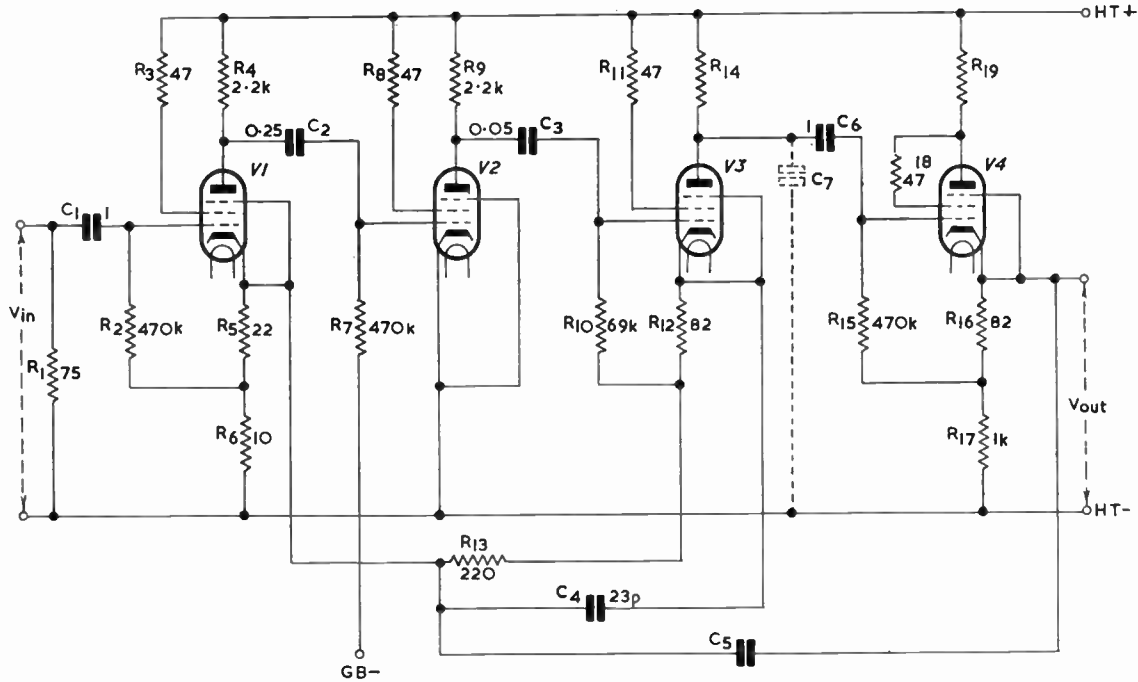 HT+
R3 47
R4 2·2k
R8 47
R9 2·2k
R11 47
R14
R19
0·25 C2
0·05 C3
1 C6
V1
V2
V3
C7
18
47
V4
C1 1
Vin
R1 75
R2 470k
R5 22
R6 10
R7 470k
R10 69k
R12 82
R15 470k
R16 82
R17 1k
Vout
HT-
R13
220
C4 23p
C5
GB-